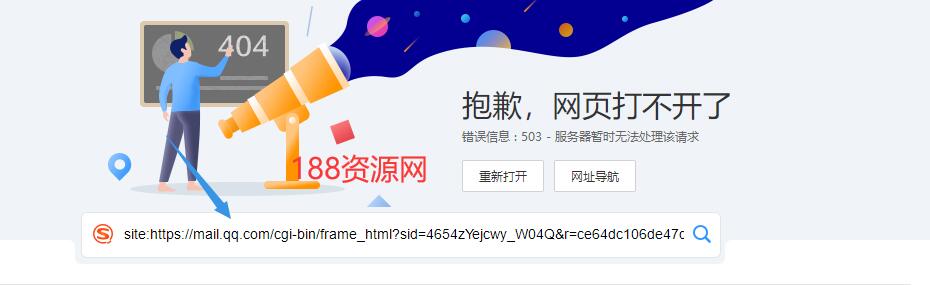 404
抱歉，网页打不开了
错误信息：503 - 服务器暂时无法处理该请求
188资源网
重新打开 网址导航
site:https://mail.qq.com/cgi-bin/frame_html?sid=4654zYejcwy_W04Q&r=ce64dc106de47c